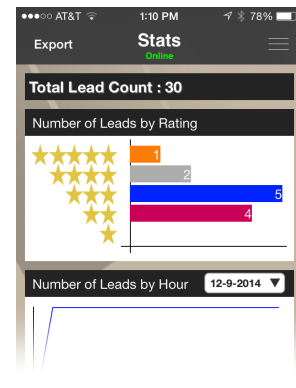 AT&T 1:10 PM 78%
Export Stats
Online
Total Lead Count : 30
Number of Leads by Rating
1
2
5
4
Number of Leads by Hour 12-9-2014